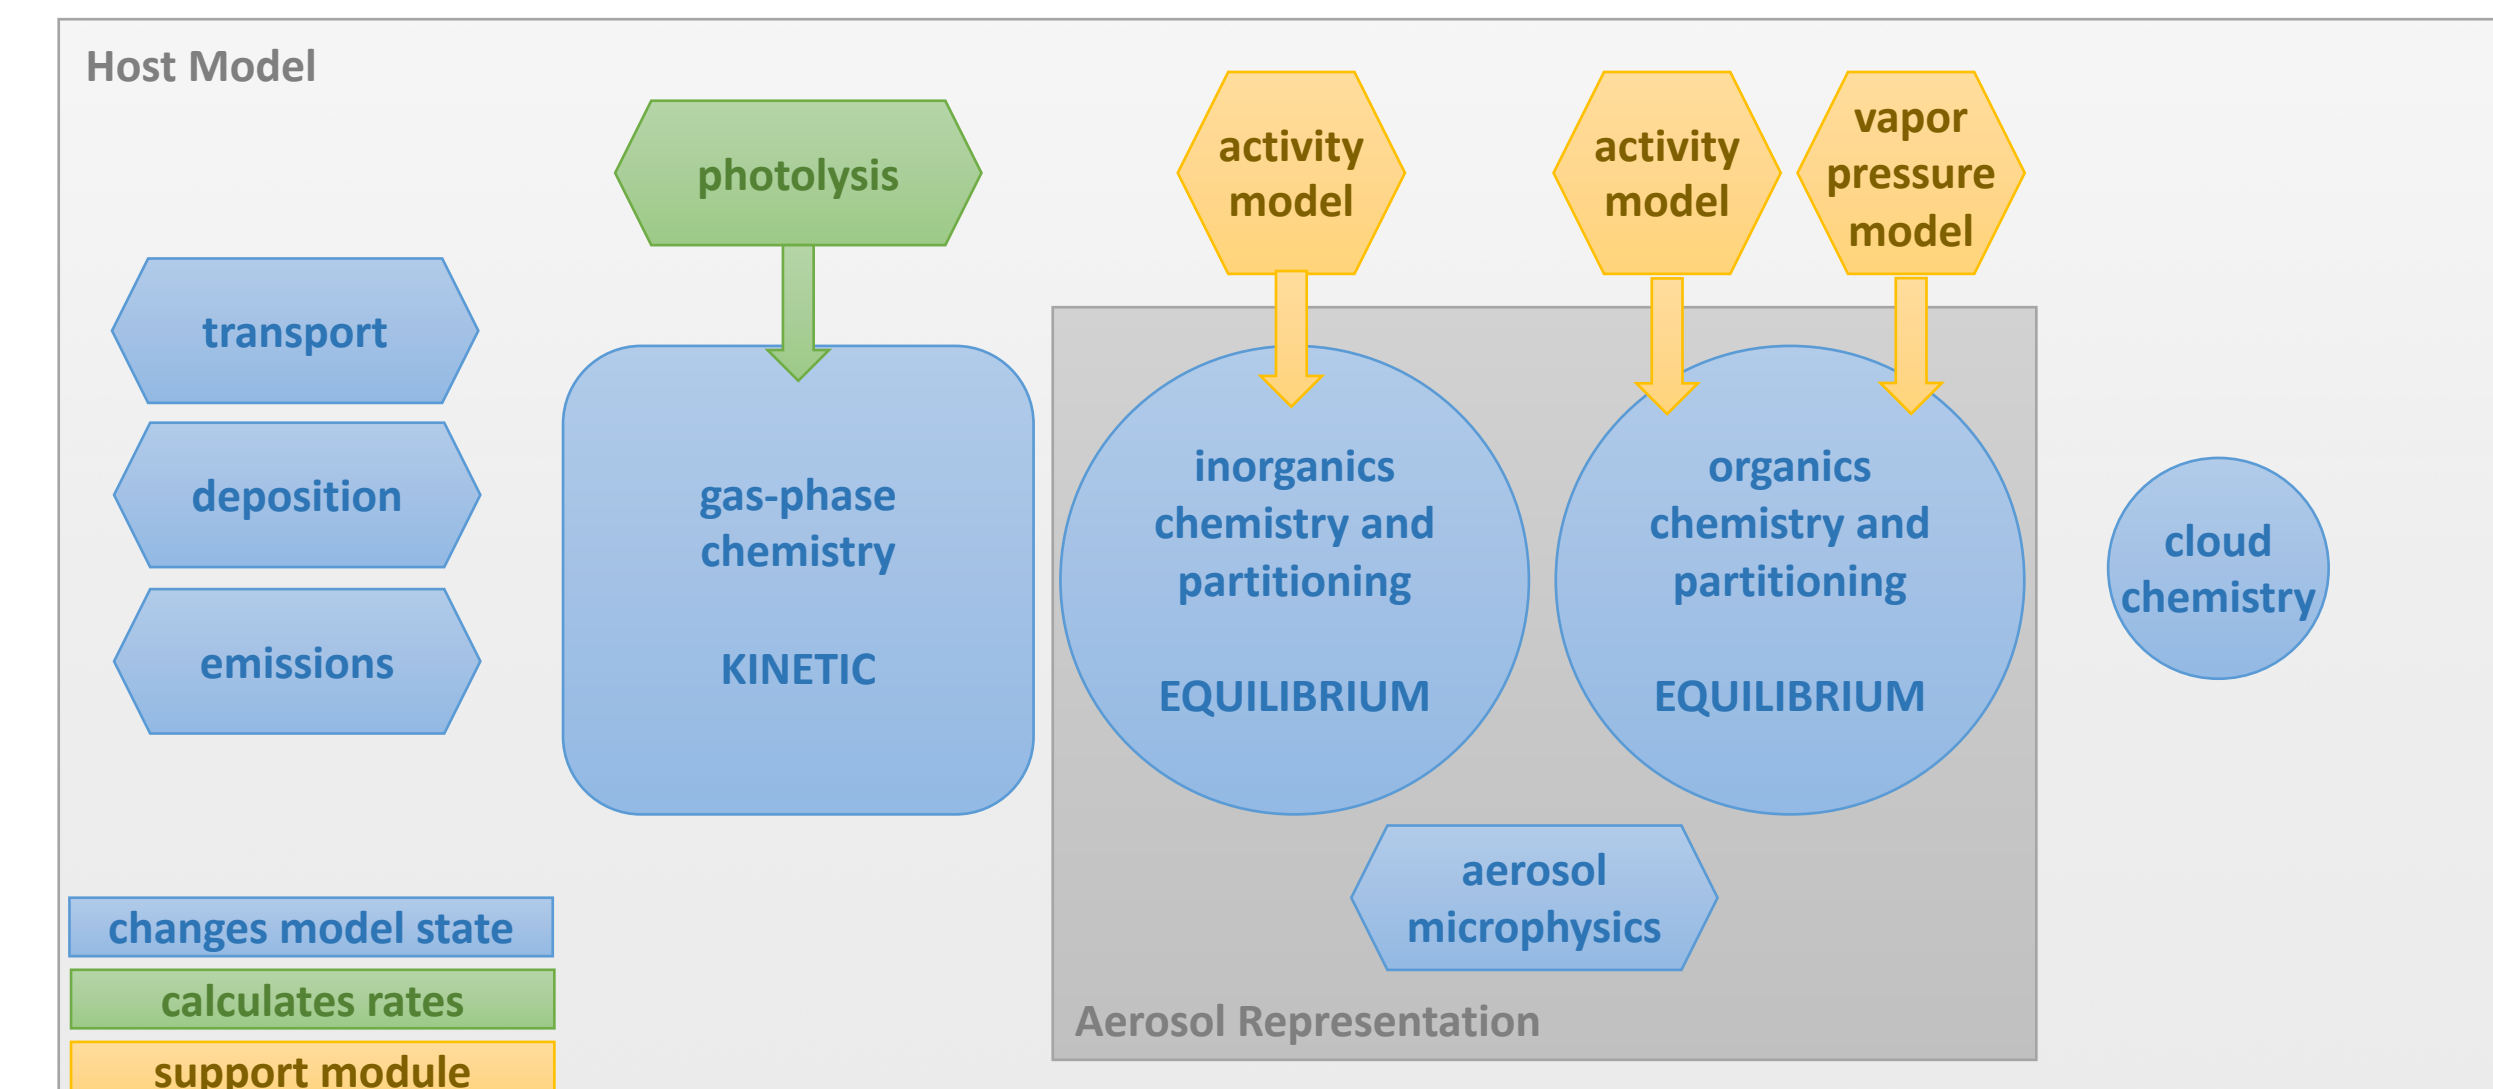 Host Model
photolysis
activity
model
activity
model
vapor
pressure
model
transport
deposition
emissions
gas-phase
chemistry
KINETIC
inorganics
chemistry and
partitioning
EQUILIBRIUM
organics
chemistry and
partitioning
EQUILIBRIUM
cloud
chemistry
aerosol
microphysics
Aerosol Representation
changes model state
calculates rates
support module